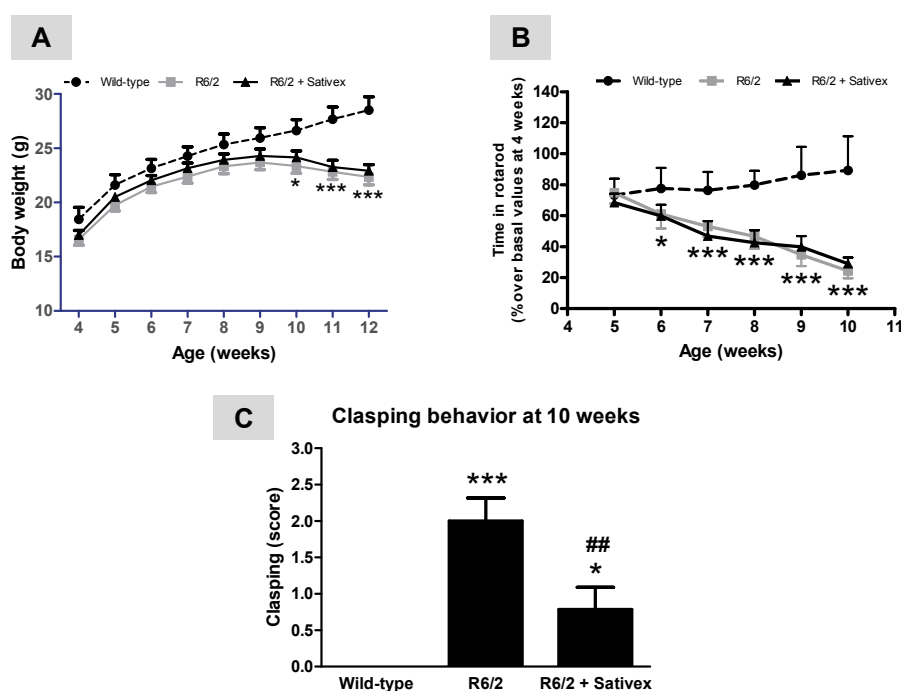 A
Wild-type R6/2 R6/2 + Sativex
Body weight (g)
30
20
10
* *** ***
4 5 6 7 8 9 10 11 12
Age (weeks)
B
Wild-type R6/2 R6/2 + Sativex
Time in rotarod
(%over basal values at 4 weeks)
140
120
100
80
60
40
20
0
* *** *** *** ***
4 5 6 7 8 9 10 11
Age (weeks)
C
Clasping behavior at 10 weeks
Clasping (score)
3.0
2.5
2.0
1.5
1.0
0.5
0.0
***
##
*
Wild-type R6/2 R6/2 + Sativex